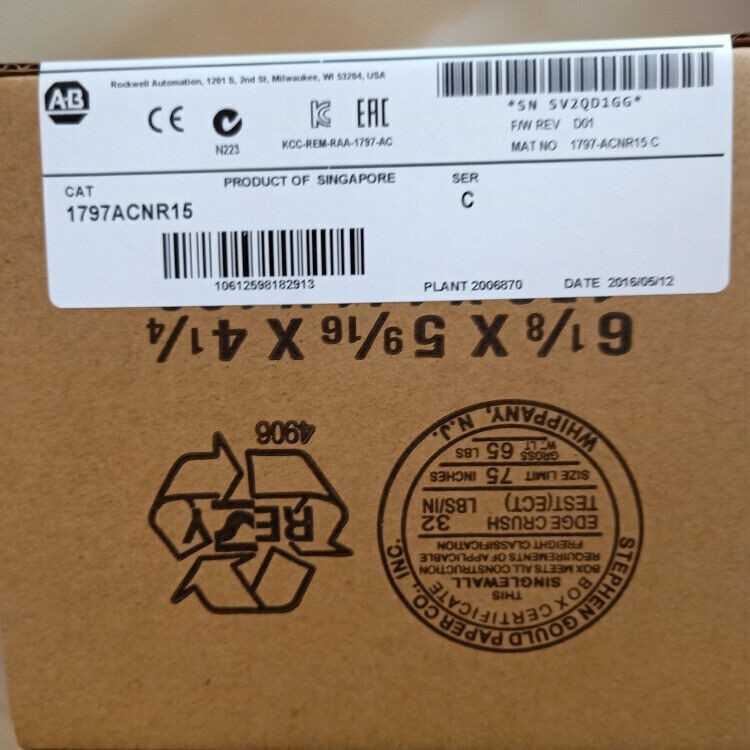 AB
Rockwell Automation, 1201 S, 2nd St, Milwaukee, WI 53204, USA
CE
N223
KCC-REM-RAA-1797-AC
EAC
*SN SV2QD1GG*
F/W REV D01
MAT NO 1797-ACNR15 C
CAT
1797ACNR15
PRODUCT OF SINGAPORE
SER
C
10612598182913
PLANT 2006870
DATE 2016/05/12
6 1/8 X 5 9/16 X 4 1/4
4906
RESY
STEPHEN GOULD PAPER CO., INC.
WHIPPANY, N.J.
BOX CERTIFICATE
THIS
SINGLEWALL
BOX MEETS ALL CONSTRUCTION
REQUIREMENTS OF APPLICABLE
FREIGHT CLASSIFICATION
EDGE CRUSH
TEST(ECT) 32 LBS/IN
SIZE LIMIT 75 INCHES
GROSS
WT. LT 65 LBS